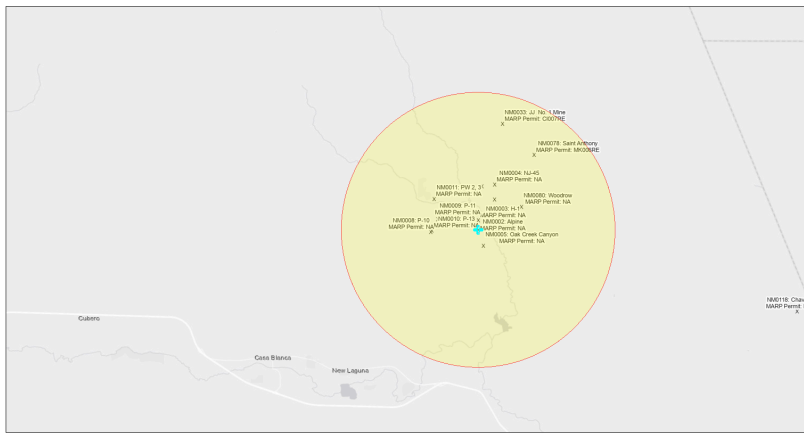 NM0033: JJ No. 1 Mine
MARP Permit: CI007RE
NM0078: Saint Anthony
MARP Permit: MK006RE
NM0004: NJ-45
MARP Permit: NA
NM0011: PW 2, 3
MARP Permit: NA
NM0080: Woodrow
MARP Permit: NA
NM0009: P-11
MARP Permit: NA
NM0003: H-1
MARP Permit: NA
NM0008: P-10
MARP Permit: NA
NM0010: P-13
MARP Permit: NA
NM0002: Alpine
MARP Permit: NA
NM0005: Oak Creek Canyon
MARP Permit: NA
NM0118: Chav
MARP Permit:
Cubero
Casa Blanca
New Laguna